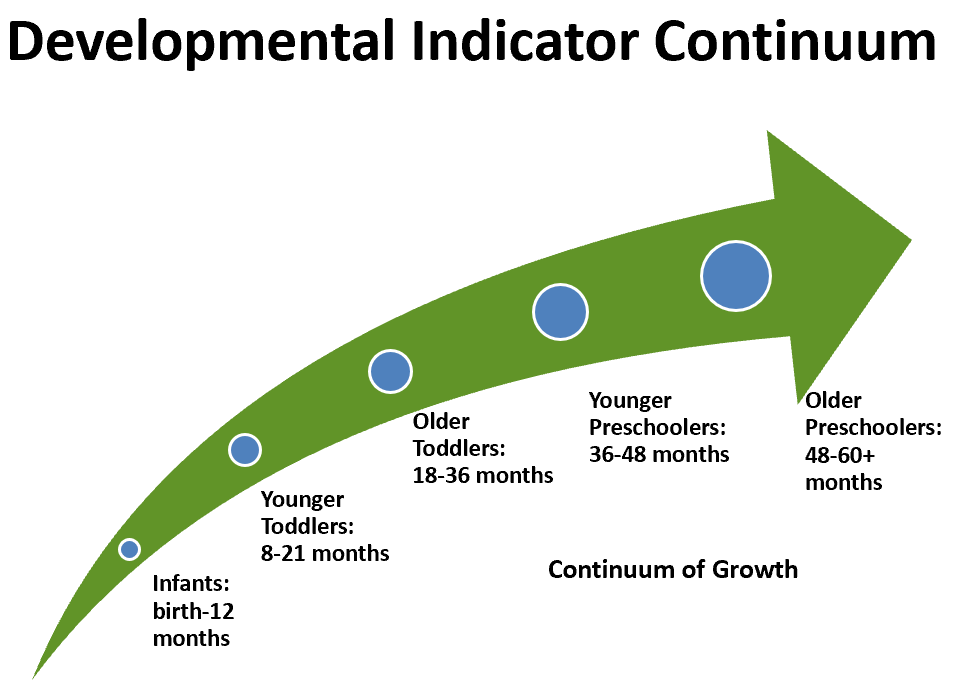 Developmental Indicator Continuum
Infants:
birth-12
months
Younger
Toddlers:
8-21 months
Older
Toddlers:
18-36 months
Younger
Preschoolers:
36-48 months
Older
Preschoolers:
48-60+
months
Continuum of Growth